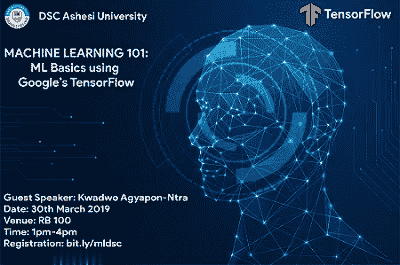 DSC Ashesi University
TensorFlow
MACHINE LEARNING 101:
ML Basics using
Google's TensorFlow
Guest Speaker: Kwadwo Agyapon-Ntra
Date: 30th March 2019
Venue: RB 100
Time: 1pm-4pm
Registration: bit.ly/mldsc